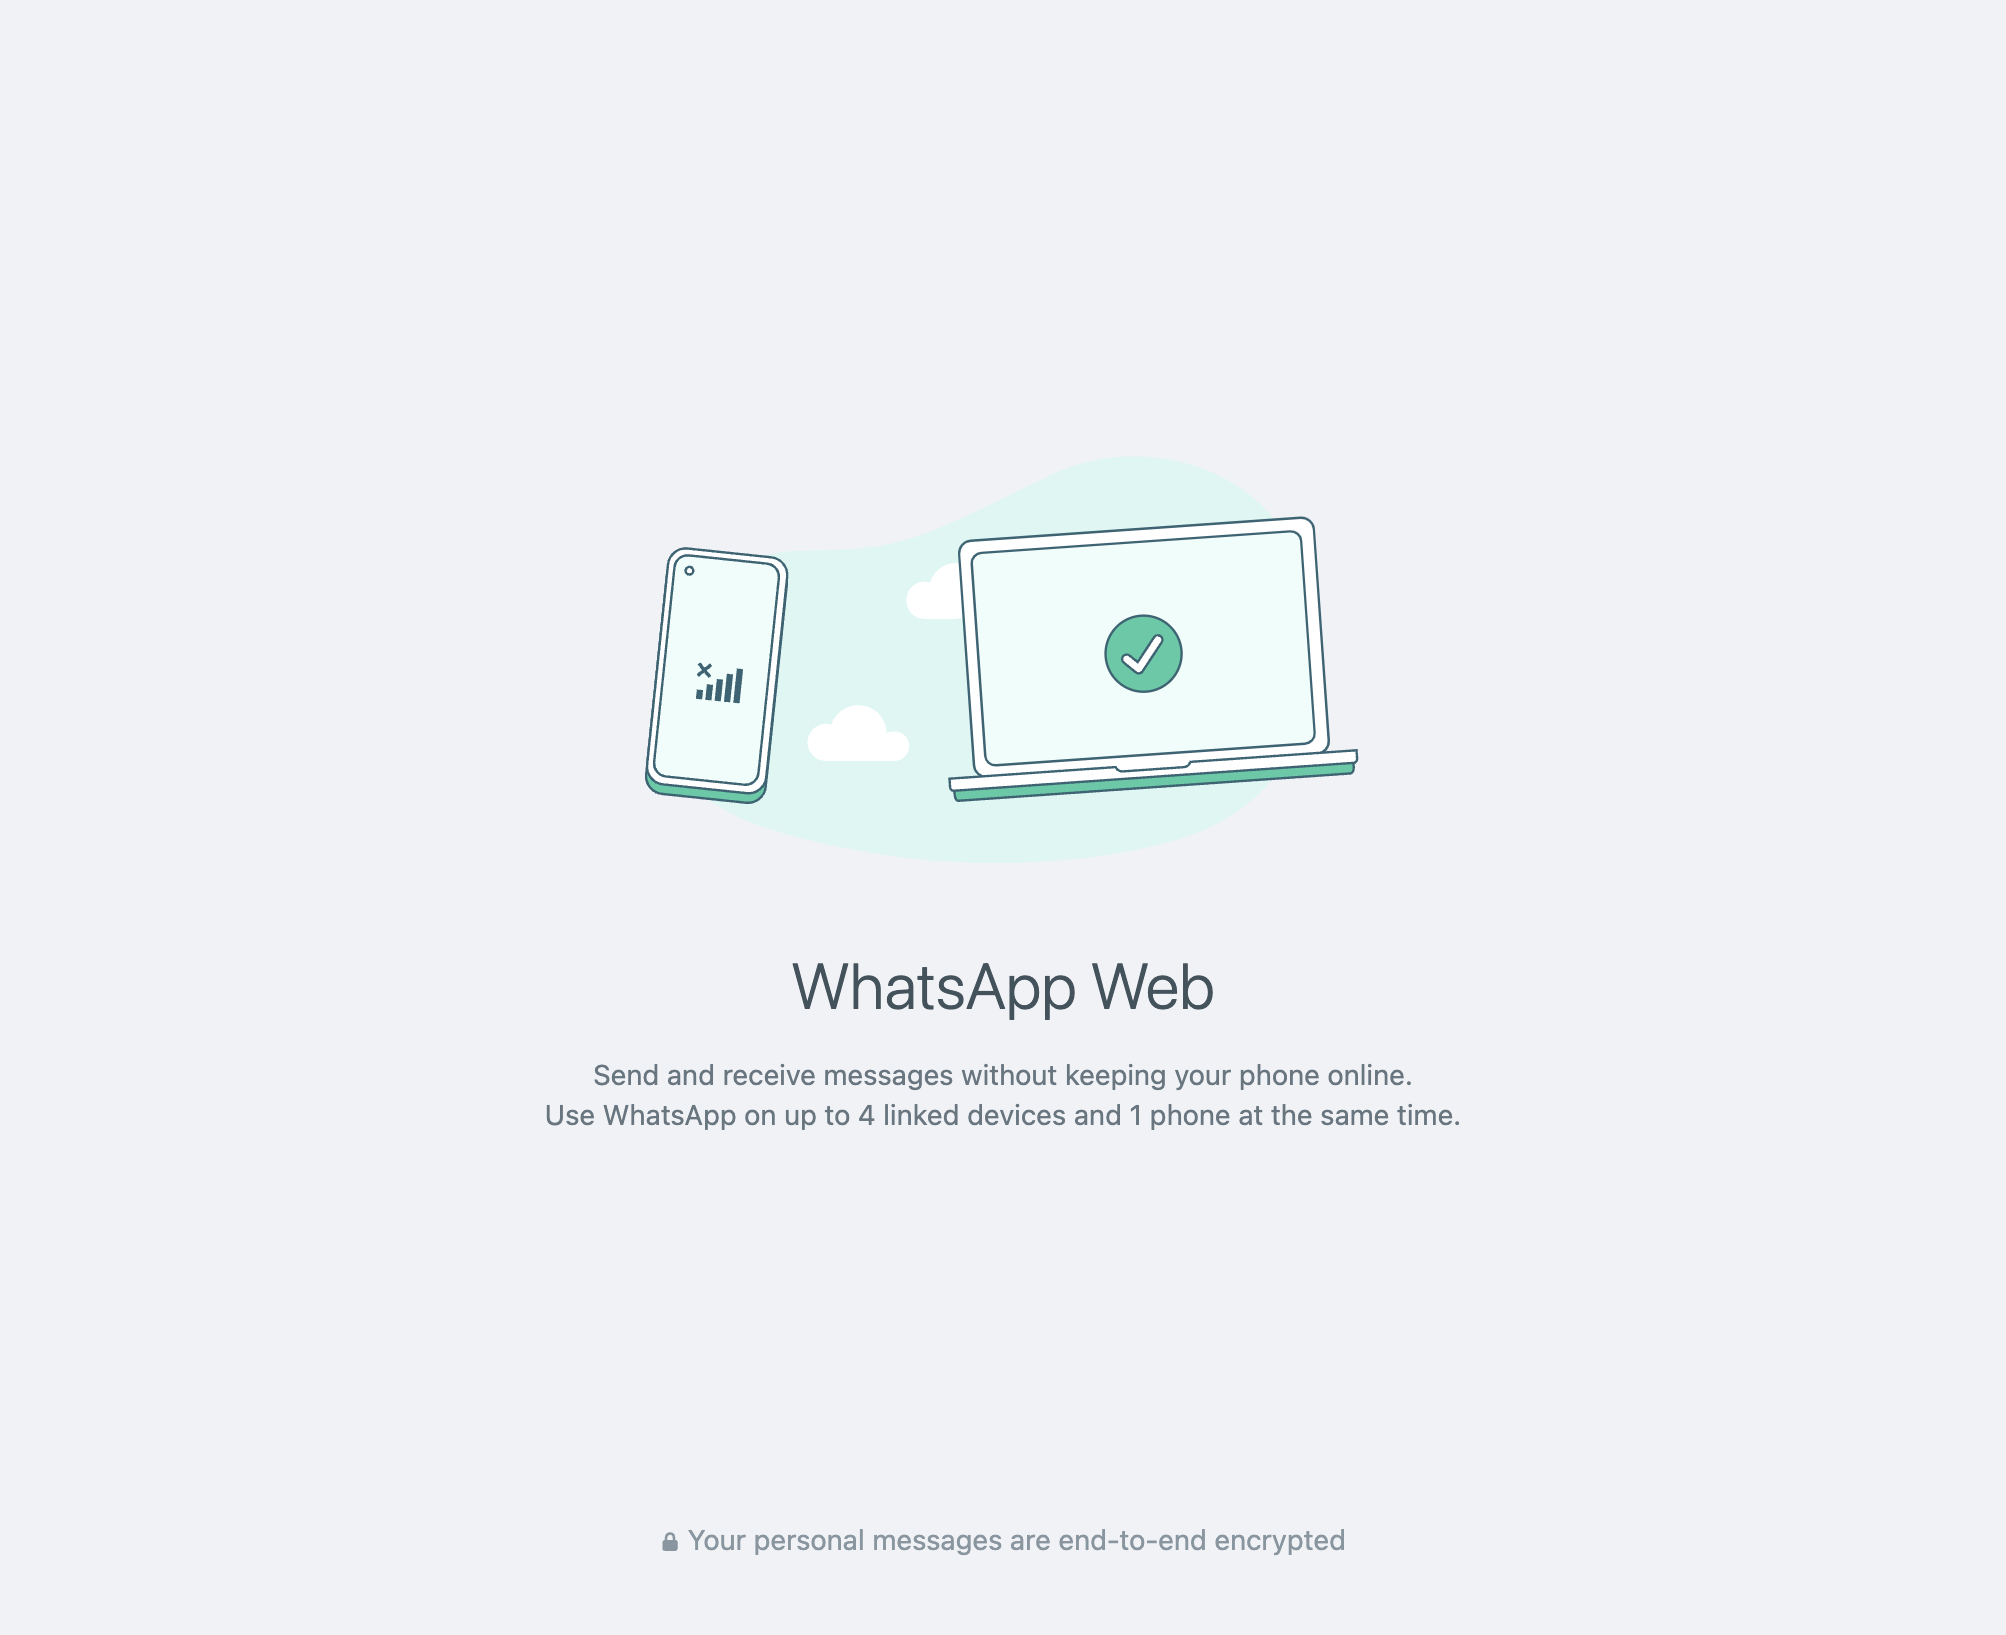 WhatsApp Web
Send and receive messages without keeping your phone online.
Use WhatsApp on up to 4 linked devices and 1 phone at the same time.
Your personal messages are end-to-end encrypted